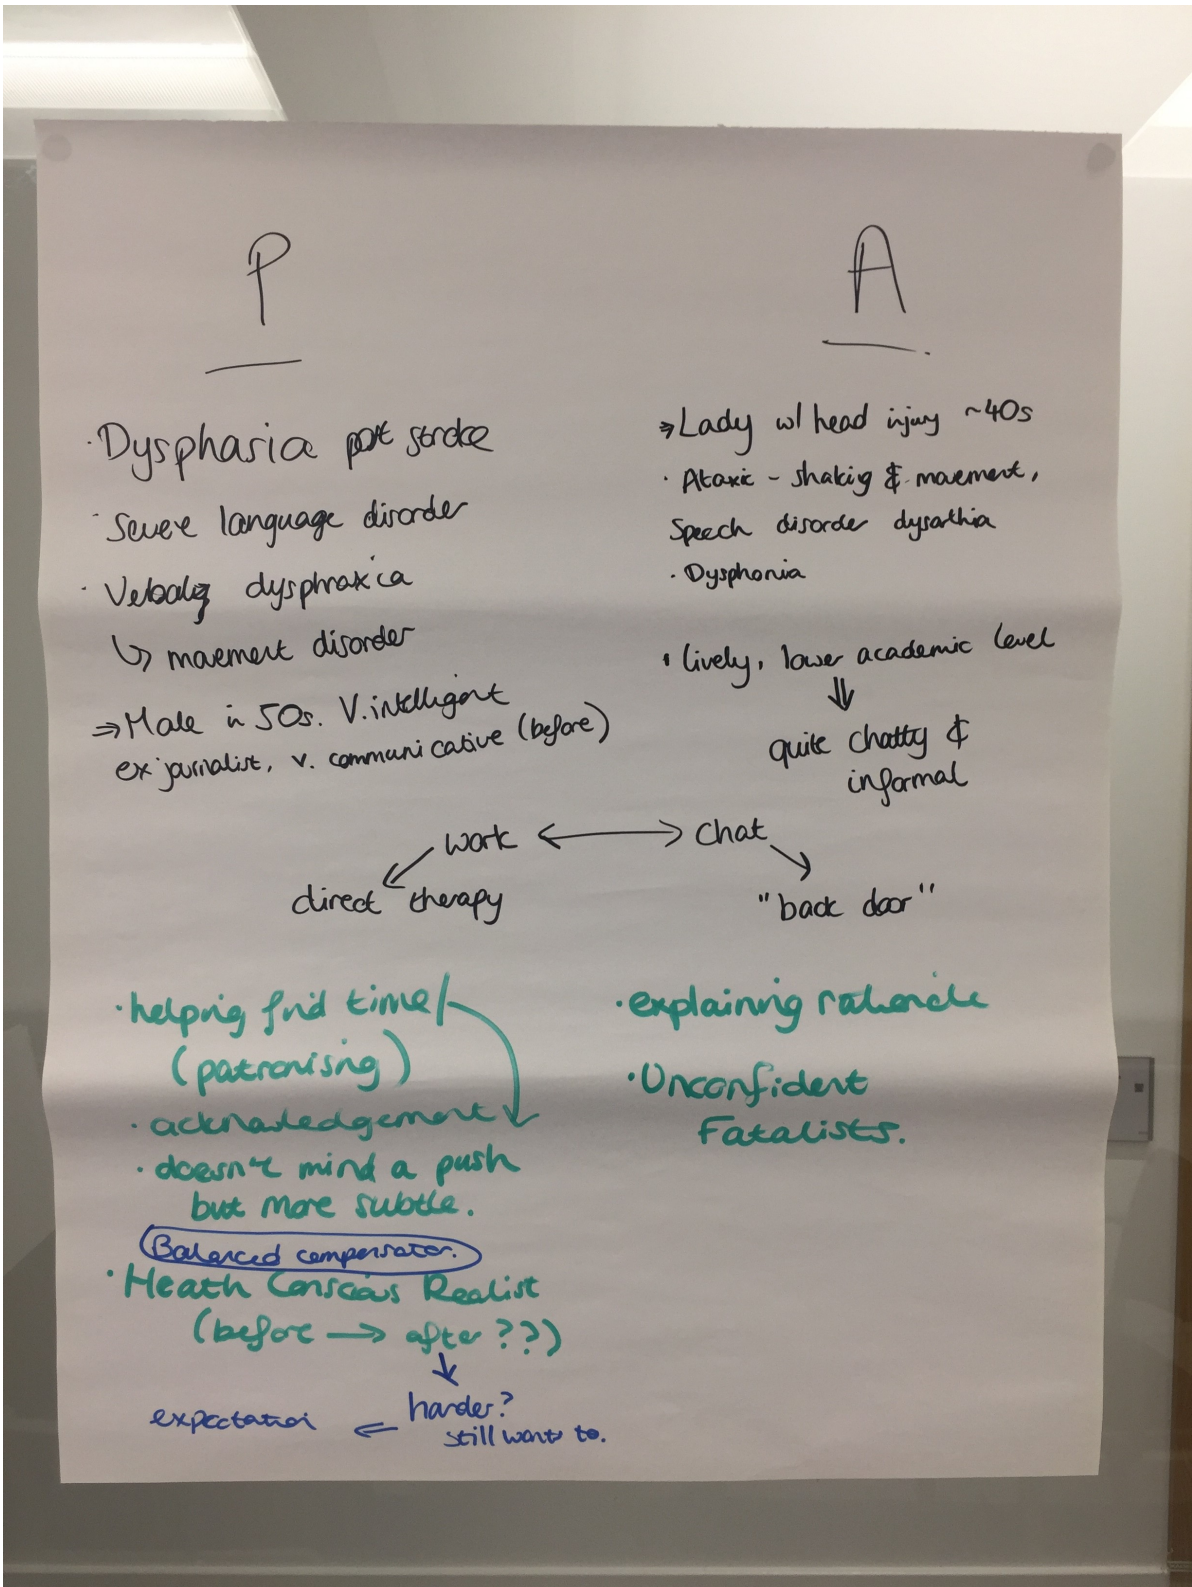 P
· Dysphasia post stroke
· Severe language disorder
· Verbaly dysphraxica
↳ movement disorder
⇒ Male in 50s. V. intelligent
ex journalist, v. communicative (before)
A
⇒ Lady w/ head injury ~40s
· Ataxic - shaking & movement,
Speech disorder dysarthia
· Dysphonia
· lively, lower academic level
⇓
quite chatty &
informal
work ⟷ chat
direct therapy
"back door"
· helping find time/
(patronising)
· acknowledgement
· doesn't mind a push
but more subtle.
Balanced compensator.
· Heath Conscious Realist
(before → after ??)
↓
harder?
still wants to.
expectation ⇐
· explaining rationale
· Unconfident
Fatalists.